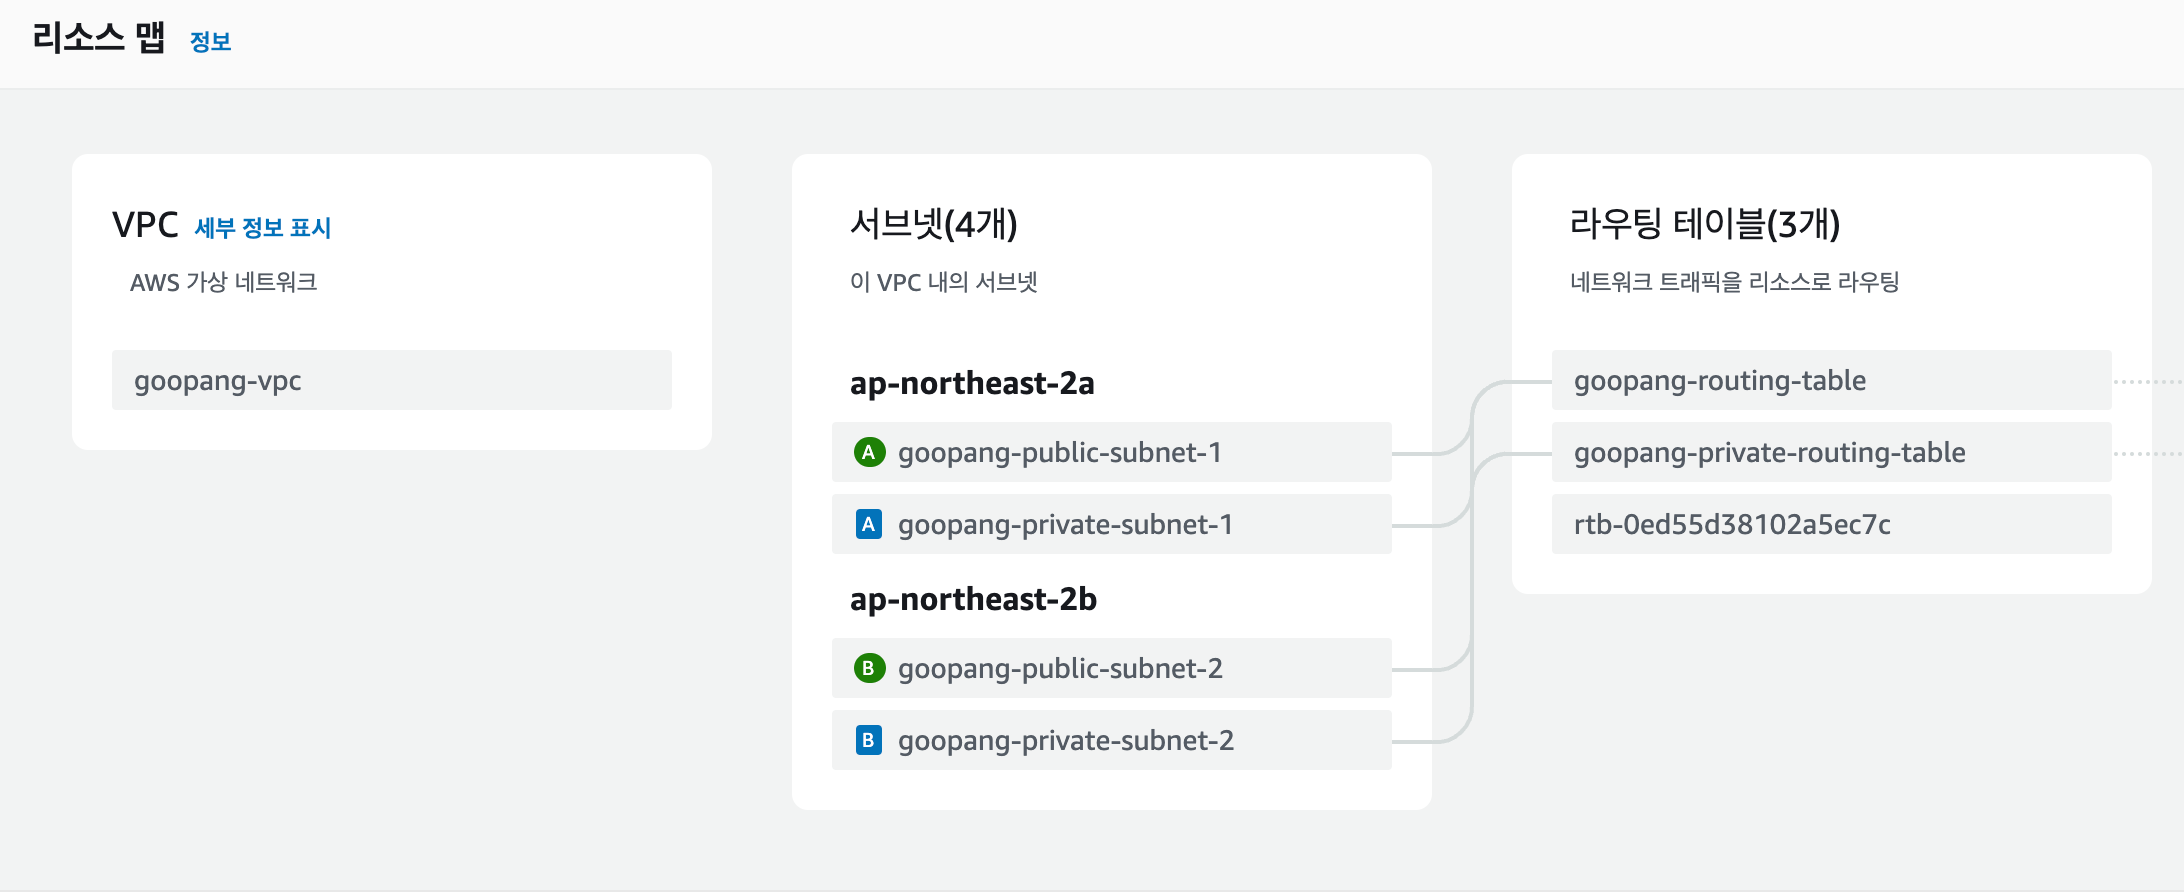 리소스 맵 정보
VPC 세부 정보 표시
AWS 가상 네트워크
goopang-vpc
서브넷(4개)
이 VPC 내의 서브넷
ap-northeast-2a
A goopang-public-subnet-1
A goopang-private-subnet-1
ap-northeast-2b
B goopang-public-subnet-2
B goopang-private-subnet-2
라우팅 테이블(3개)
네트워크 트래픽을 리소스로 라우팅
goopang-routing-table
goopang-private-routing-table
rtb-0ed55d38102a5ec7c